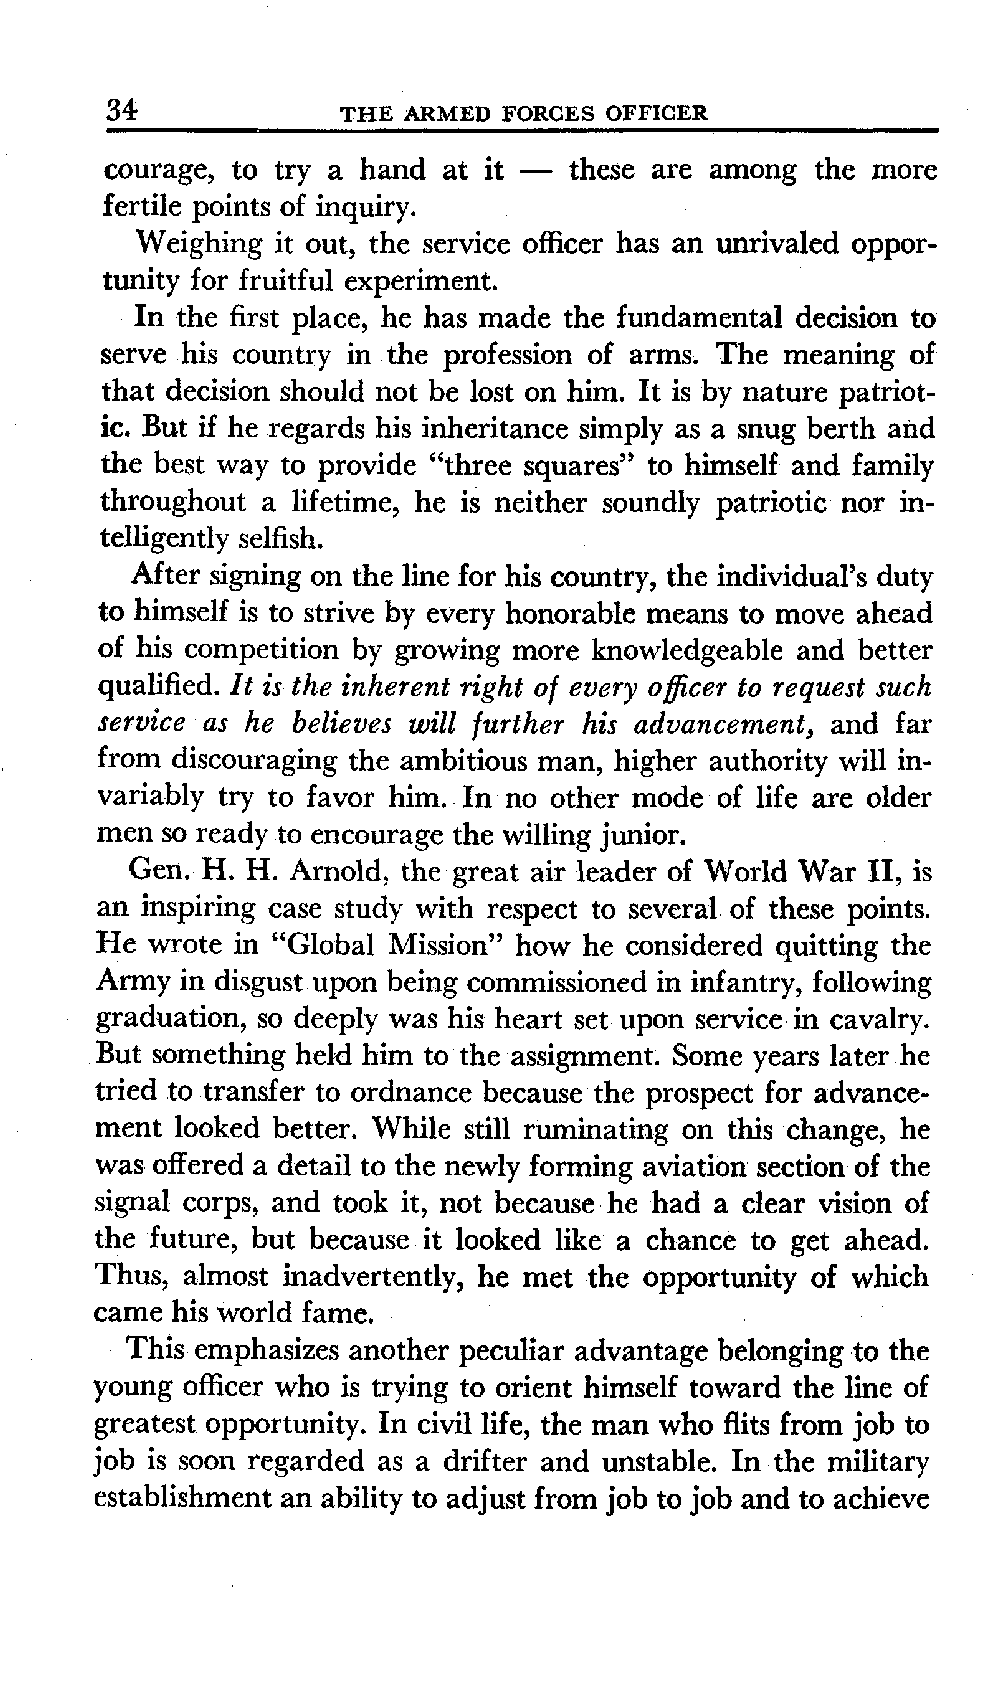 34 THE ARMED FORCES OFFICER
courage, to try a hand at it — these are among the more
fertile points of inquiry.
Weighing it out, the service officer has an unrivaled oppor-
tunity for fruitful experiment.
In the first place, he has made the fundamental decision to
serve his country in the profession of arms. The meaning of
that decision should not be lost on him. It is by nature patriot-
ic. But if he regards his inheritance simply as a snug berth and
the best way to provide “three squares” to himself and family
throughout a lifetime, he is neither soundly patriotic nor in-
telligently selfish.
After signing on the line for his country, the individual’s duty
to himself is to strive by every honorable means to move ahead
of his competition by growing more knowledgeable and better
qualified. It is the inherent right of every officer to request such
service as he believes will further his advancement, and far
from discouraging the ambitious man, higher authority will in-
variably try to favor him. In no other mode of life are older
men so ready to encourage the willing junior.
Gen. H. H. Arnold, the great air leader of World War II, is
an inspiring case study with respect to several of these points.
He wrote in “Global Mission” how he considered quitting the
Army in disgust upon being commissioned in infantry, following
graduation, so deeply was his heart set upon service in cavalry.
But something held him to the assignment. Some years later he
tried to transfer to ordnance because the prospect for advance-
ment looked better. While still ruminating on this change, he
was offered a detail to the newly forming aviation section of the
signal corps, and took it, not because he had a clear vision of
the future, but because it looked like a chance to get ahead.
Thus, almost inadvertently, he met the opportunity of which
came his world fame.
This emphasizes another peculiar advantage belonging to the
young officer who is trying to orient himself toward the line of
greatest opportunity. In civil life, the man who flits from job to
job is soon regarded as a drifter and unstable. In the military
establishment an ability to adjust from job to job and to achieve